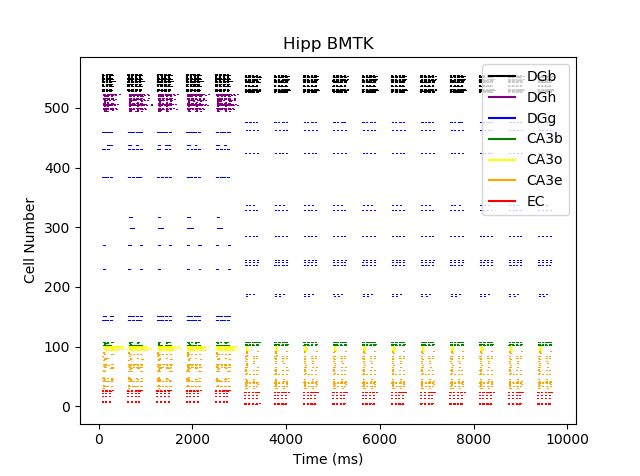 Hipp BMTK
DGb
DGh
DGg
CA3b
CA3o
CA3e
EC
500
400
300
200
100
0
Cell Number
0
2000
4000
6000
8000
10000
Time (ms)